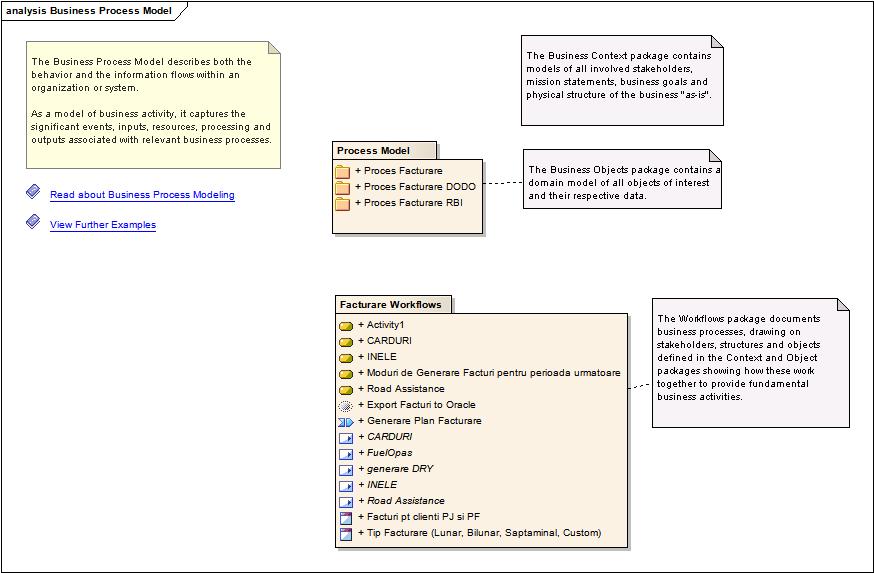 analysis Business Process Model
The Business Process Model describes both the
behavior and the information flows within an
organization or system.
As a model of business activity, it captures the
significant events, inputs, resources, processing and
outputs associated with relevant business processes.
Read about Business Process Modeling
View Further Examples
The Business Context package contains
models of all involved stakeholders,
mission statements, business goals and
physical structure of the business "as-is".
Process Model
+ Proces Facturare
+ Proces Facturare DODO
+ Proces Facturare RBI
The Business Objects package contains a
domain model of all objects of interest
and their respective data.
Facturare Workflows
+ Activity1
+ CARDURI
+ INELE
+ Moduri de Generare Facturi pentru perioada urmatoare
+ Road Assistance
+ Export Facturi to Oracle
+ Generare Plan Facturare
+ CARDURI
+ FuelOpas
+ generare DRY
+ INELE
+ Road Assistance
+ Facturi pt clienti PJ si PF
+ Tip Facturare (Lunar, Bilunar, Saptaminal, Custom)
The Workflows package documents
business processes, drawing on
stakeholders, structures and objects
defined in the Context and Object
packages showing how these work
together to provide fundamental
business activities.